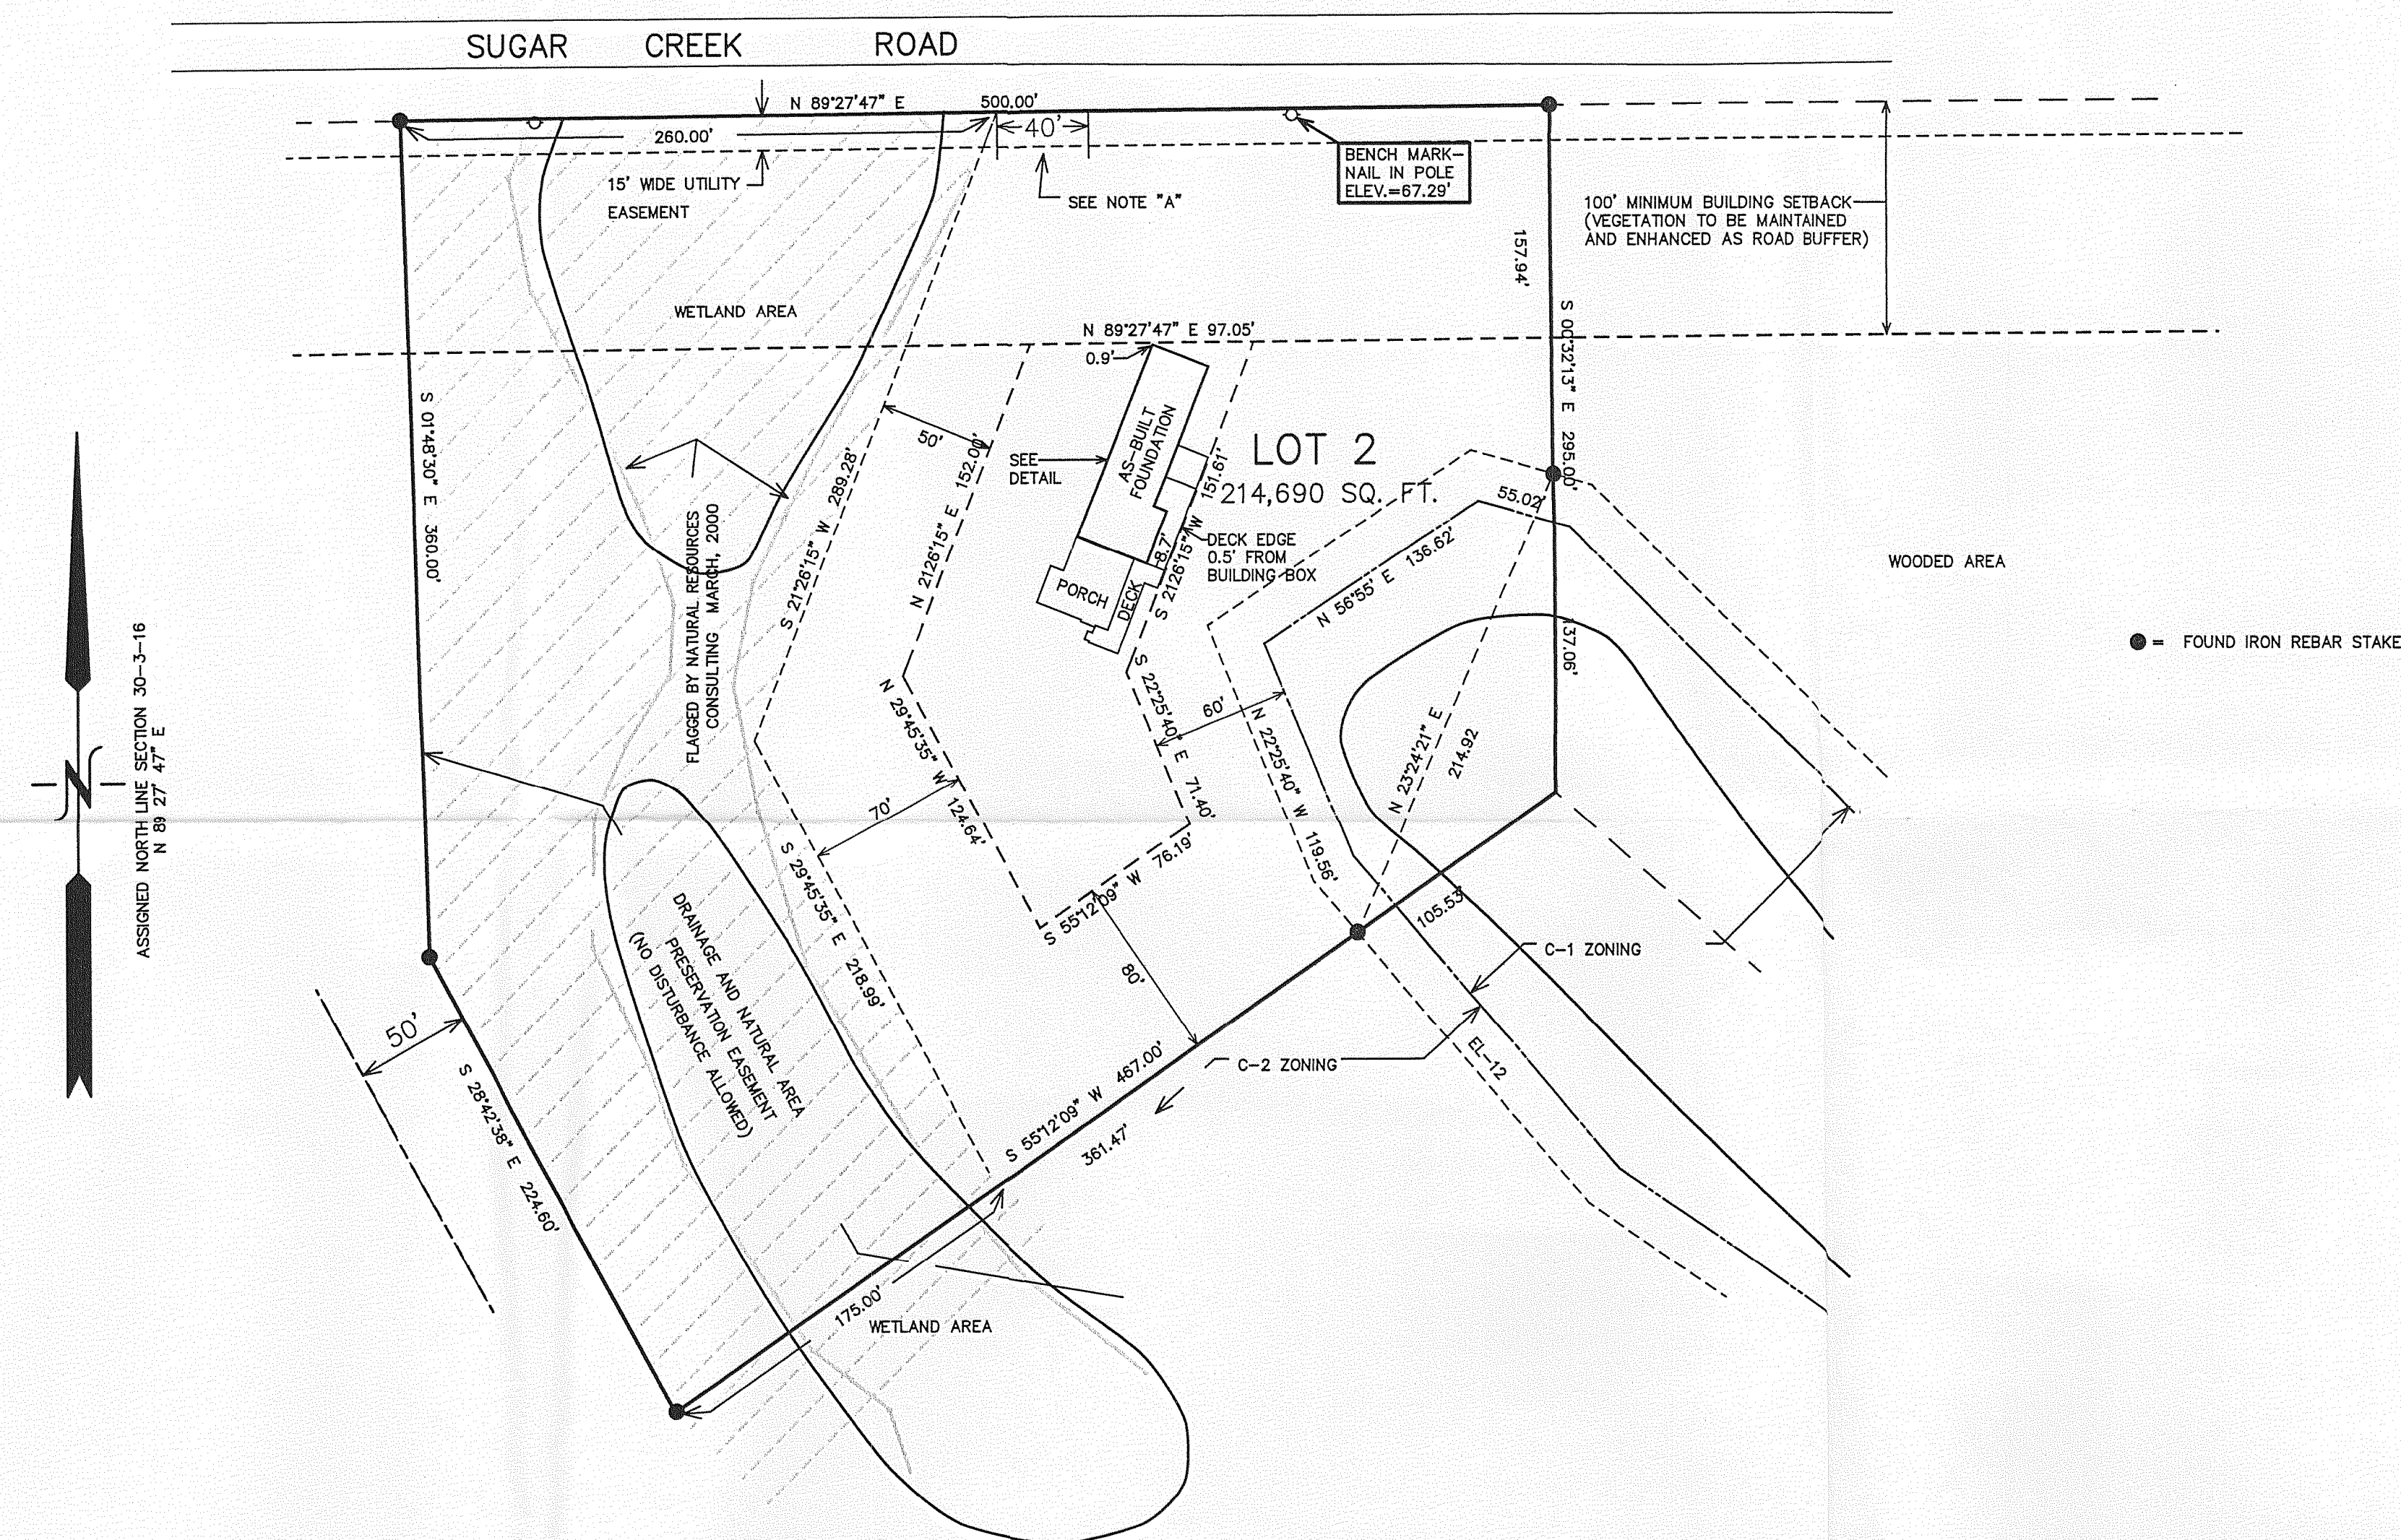 SUGAR CREEK ROAD
N 89°27'47" E 500.00'
260.00'
40'
15' WIDE UTILITY
EASEMENT
SEE NOTE "A"
BENCH MARK-
NAIL IN POLE
ELEV.=67.29'
100' MINIMUM BUILDING SETBACK
(VEGETATION TO BE MAINTAINED
AND ENHANCED AS ROAD BUFFER)
157.94'
S 00°32'13" E 295.00'
WETLAND AREA
N 89°27'47" E 97.05'
0.9'
S 01°48'30" E 360.00'
50'
S 21°26'15" W 289.28'
N 21°26'15" E 152.00'
SEE
DETAIL
AS-BUILT
FOUNDATION
151.61'
S 21°26'15" W
8.7'
LOT 2
214,690 SQ. FT.
DECK EDGE
0.5' FROM
BUILDING BOX
PORCH
DECK
55.02'
N 56°55' E 136.62'
WOODED AREA
137.06'
= FOUND IRON REBAR STAKE
FLAGGED BY NATURAL RESOURCES
CONSULTING MARCH, 2000
ASSIGNED NORTH LINE SECTION 30-3-16
N 89 27' 47" E
N
N 29°45'35" W 124.64'
S 22°25'40" E 71.40'
60'
N 22°25'40" W 119.56'
N 23°24'21" E
214.92
70'
S 29°45'35" E 218.99'
S 55°12'09" W 76.19'
80'
105.53'
C-1 ZONING
DRAINAGE AND NATURAL AREA
PRESERVATION EASEMENT
(NO DISTURBANCE ALLOWED)
50'
S 28°42'38" E 224.60'
S 55°12'09" W 467.00'
361.47'
C-2 ZONING
EL-12
175.00'
WETLAND AREA